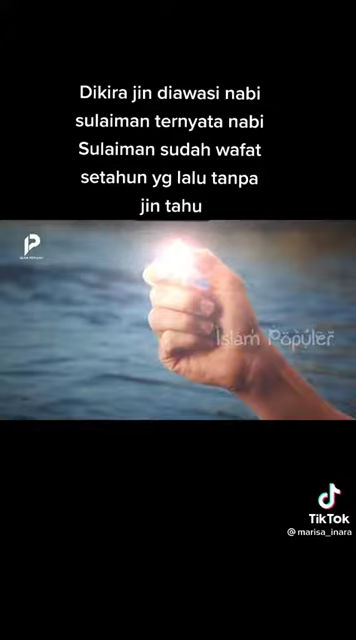 Dikira jin diawasi nabi
sulaiman ternyata nabi
Sulaiman sudah wafat
setahun yg lalu tanpa
jin tahu
Islam Populer
TikTok
@ marisa_inara